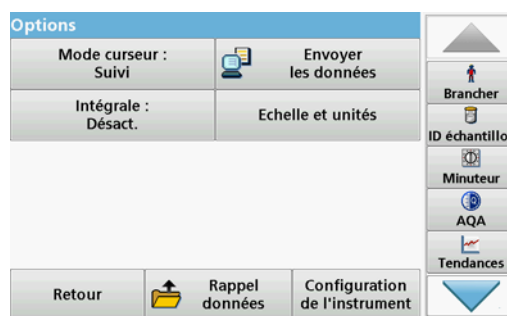 Options
Mode curseur :
Suivi
Envoyer
les données
Intégrale :
Désact.
Echelle et unités
Retour
Rappel
données
Configuration
de l'instrument
Brancher
ID échantillo
Minuteur
AQA
Tendances